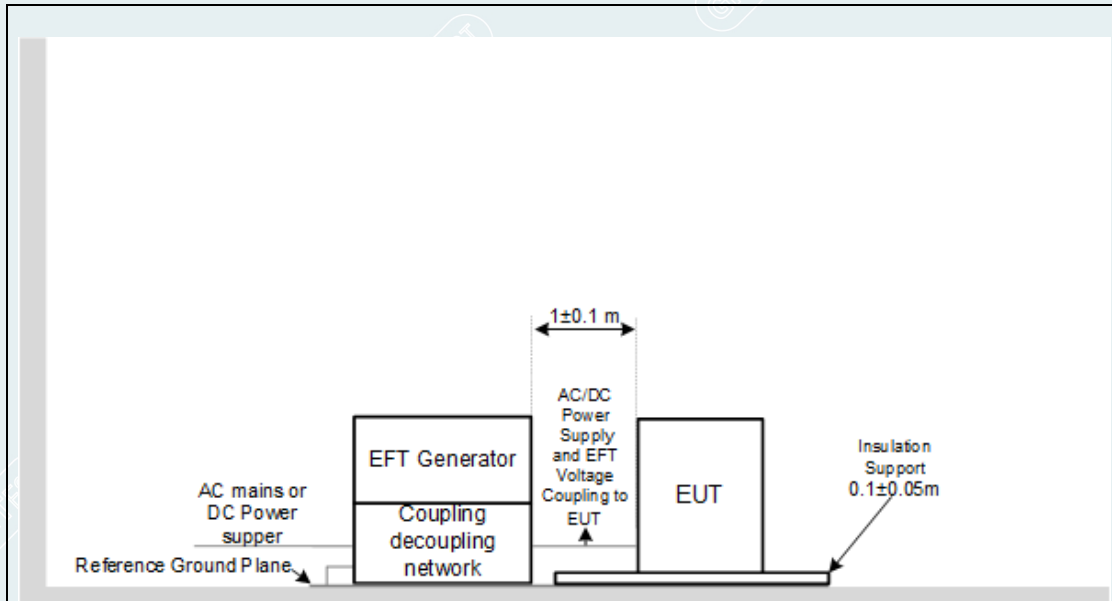 1±0.1 m
AC/DC
Power
Supply
and EFT
Voltage
Coupling to
EUT
EFT Generator
Coupling
decoupling
network
EUT
Insulation
Support
0.1±0.05m
AC mains or
DC Power
supper
Reference Ground Plane